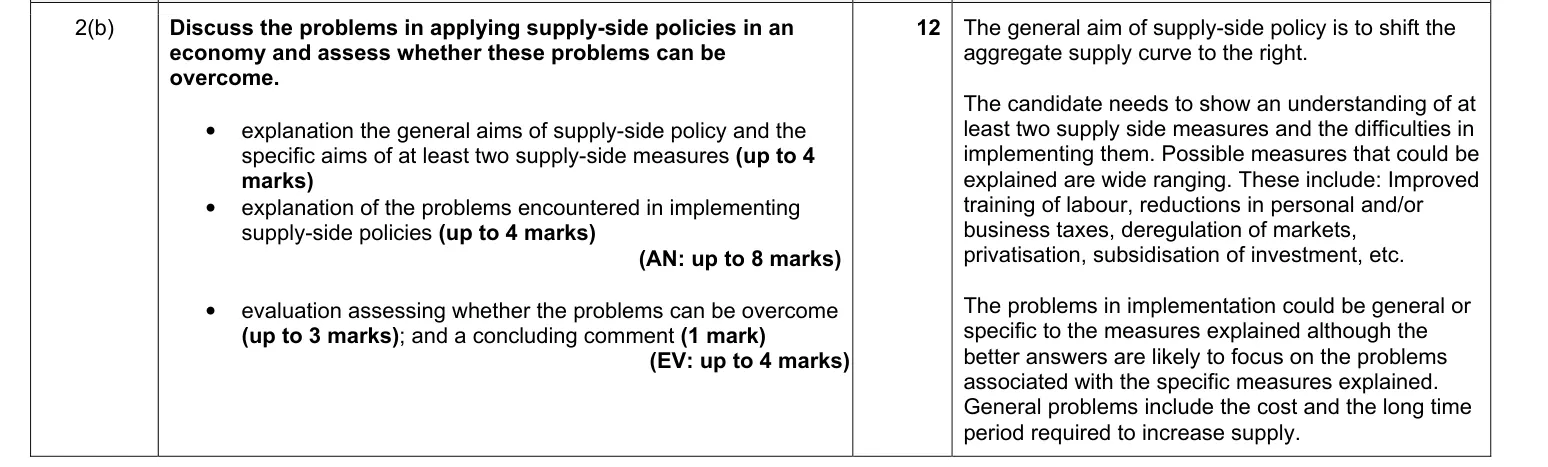 2(b)
Discuss the problems in applying supply-side policies in an
economy and assess whether these problems can be
overcome.
• explanation the general aims of supply-side policy and the
specific aims of at least two supply-side measures (up to 4
marks)
• explanation of the problems encountered in implementing
supply-side policies (up to 4 marks)
(AN: up to 8 marks)
• evaluation assessing whether the problems can be overcome
(up to 3 marks); and a concluding comment (1 mark)
(EV: up to 4 marks)
12
The general aim of supply-side policy is to shift the
aggregate supply curve to the right.
The candidate needs to show an understanding of at
least two supply side measures and the difficulties in
implementing them. Possible measures that could be
explained are wide ranging. These include: Improved
training of labour, reductions in personal and/or
business taxes, deregulation of markets,
privatisation, subsidisation of investment, etc.
The problems in implementation could be general or
specific to the measures explained although the
better answers are likely to focus on the problems
associated with the specific measures explained.
General problems include the cost and the long time
period required to increase supply.